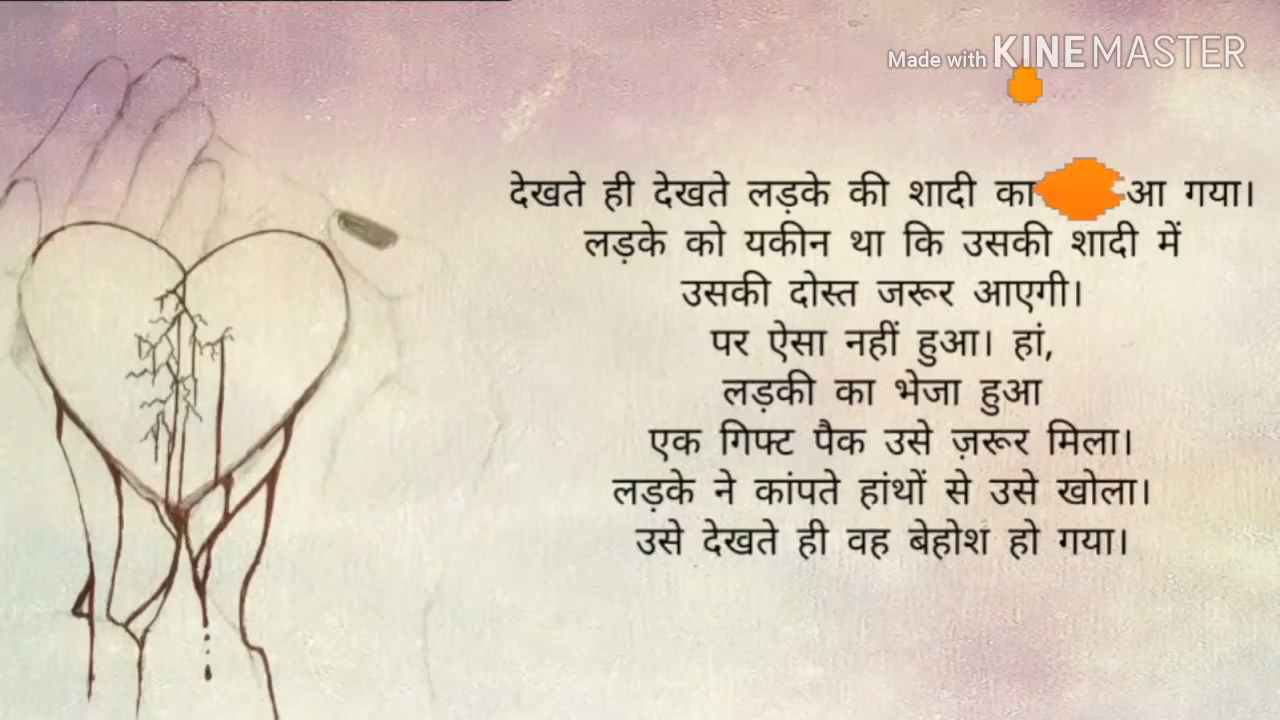 Made with KINEMASTER
देखते ही देखते लड़के की शादी का आ गया।
लड़के को यकीन था कि उसकी शादी में
उसकी दोस्त जरूर आएगी।
पर ऐसा नहीं हुआ। हां,
लड़की का भेजा हुआ
एक गिफ्ट पैक उसे ज़रूर मिला।
लड़के ने कांपते हांथों से उसे खोला।
उसे देखते ही वह बेहोश हो गया।